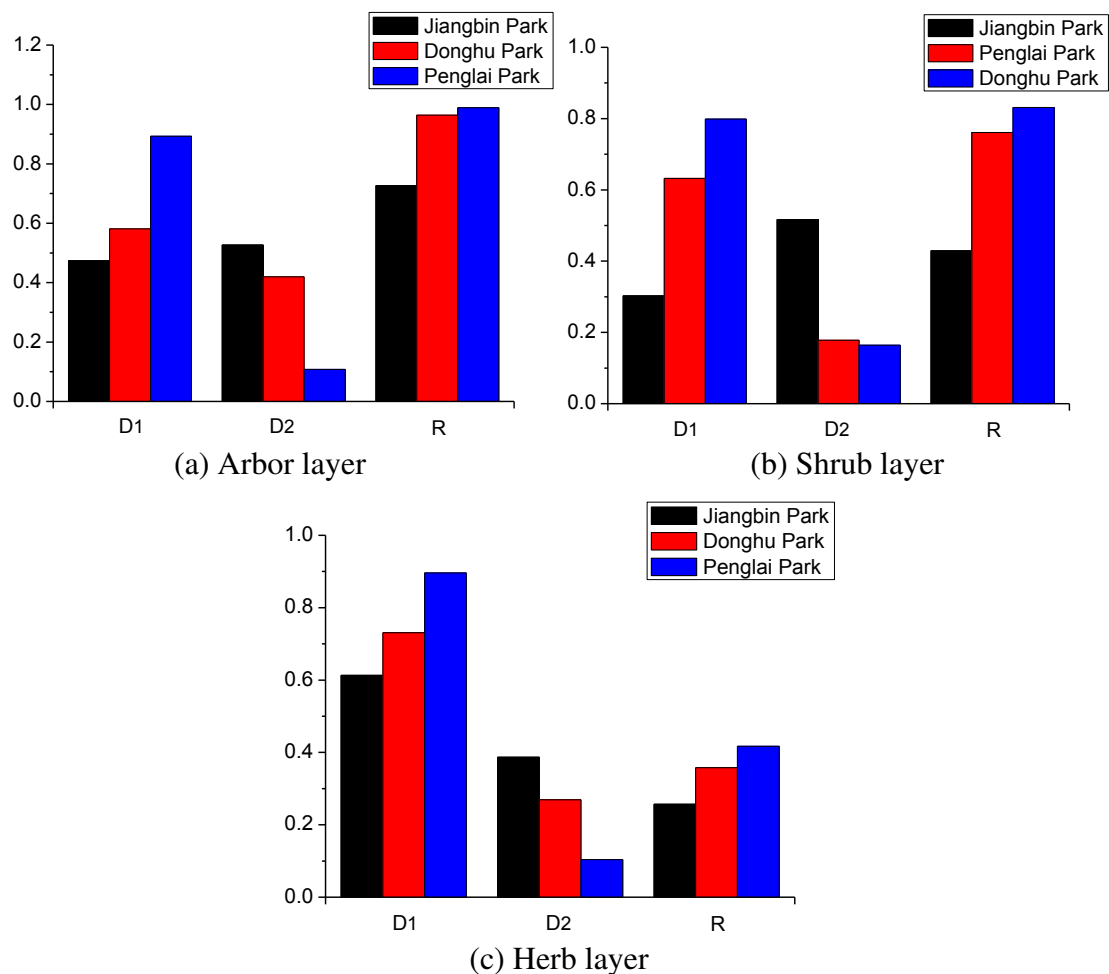 Jiangbin Park
Donghu Park
Penglai Park
1.2
1.0
0.8
0.6
0.4
0.2
0.0
D1 D2 R
(a) Arbor layer
Jiangbin Park
Penglai Park
Donghu Park
1.0
0.8
0.6
0.4
0.2
0.0
D1 D2 R
(b) Shrub layer
Jiangbin Park
Donghu Park
Penglai Park
1.0
0.8
0.6
0.4
0.2
0.0
D1 D2 R
(c) Herb layer